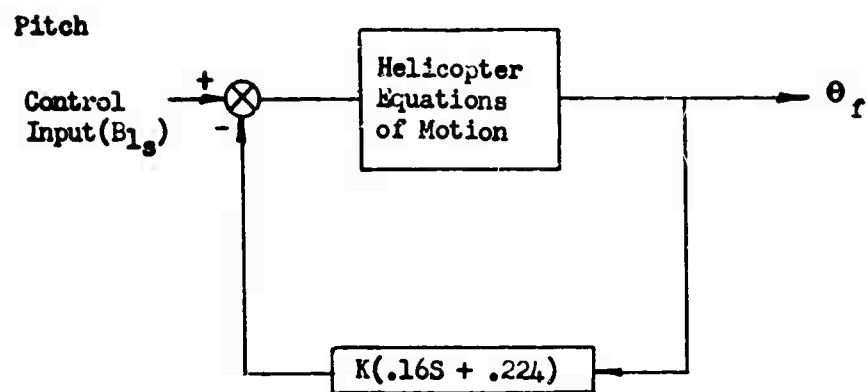 Pitch
Control
Input(B1s)
+
-
Helicopter
Equations
of Motion
θf
K(.16S + .224)